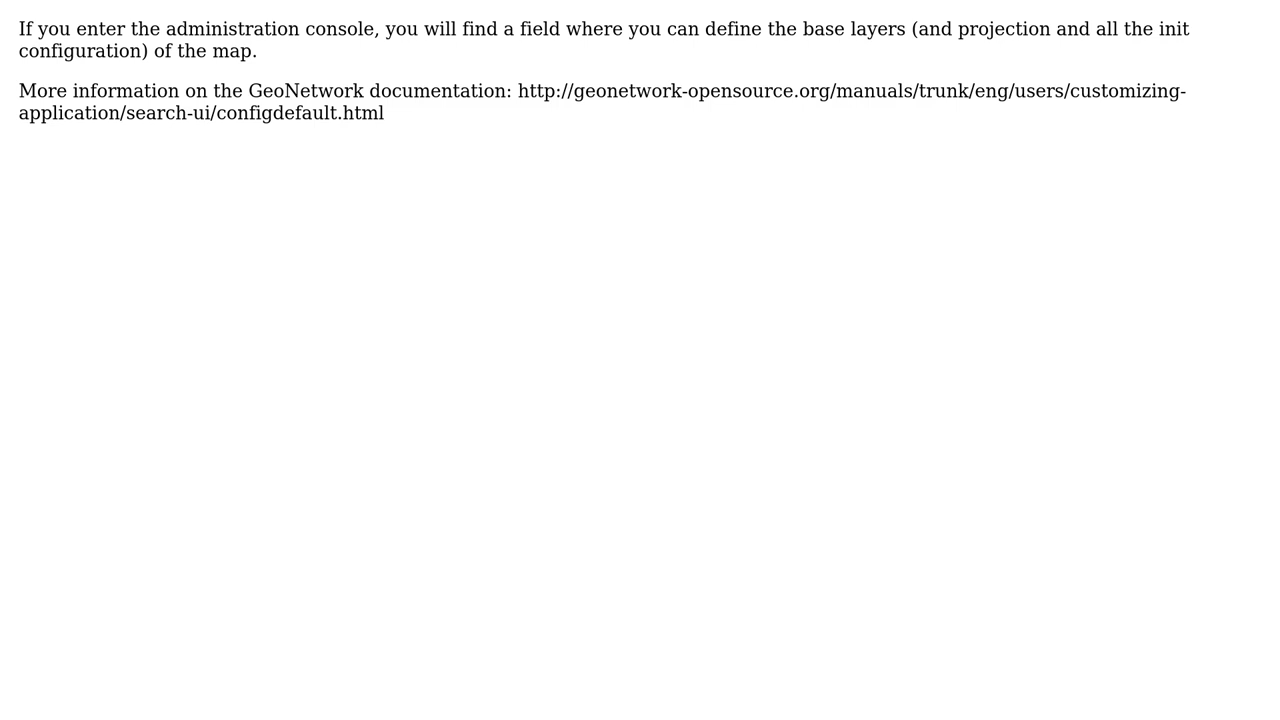 If you enter the administration console, you will find a field where you can define the base layers (and projection and all the init
configuration) of the map.
More information on the GeoNetwork documentation: http://geonetwork-opensource.org/manuals/trunk/eng/users/customizing-
application/search-ui/configdefault.html